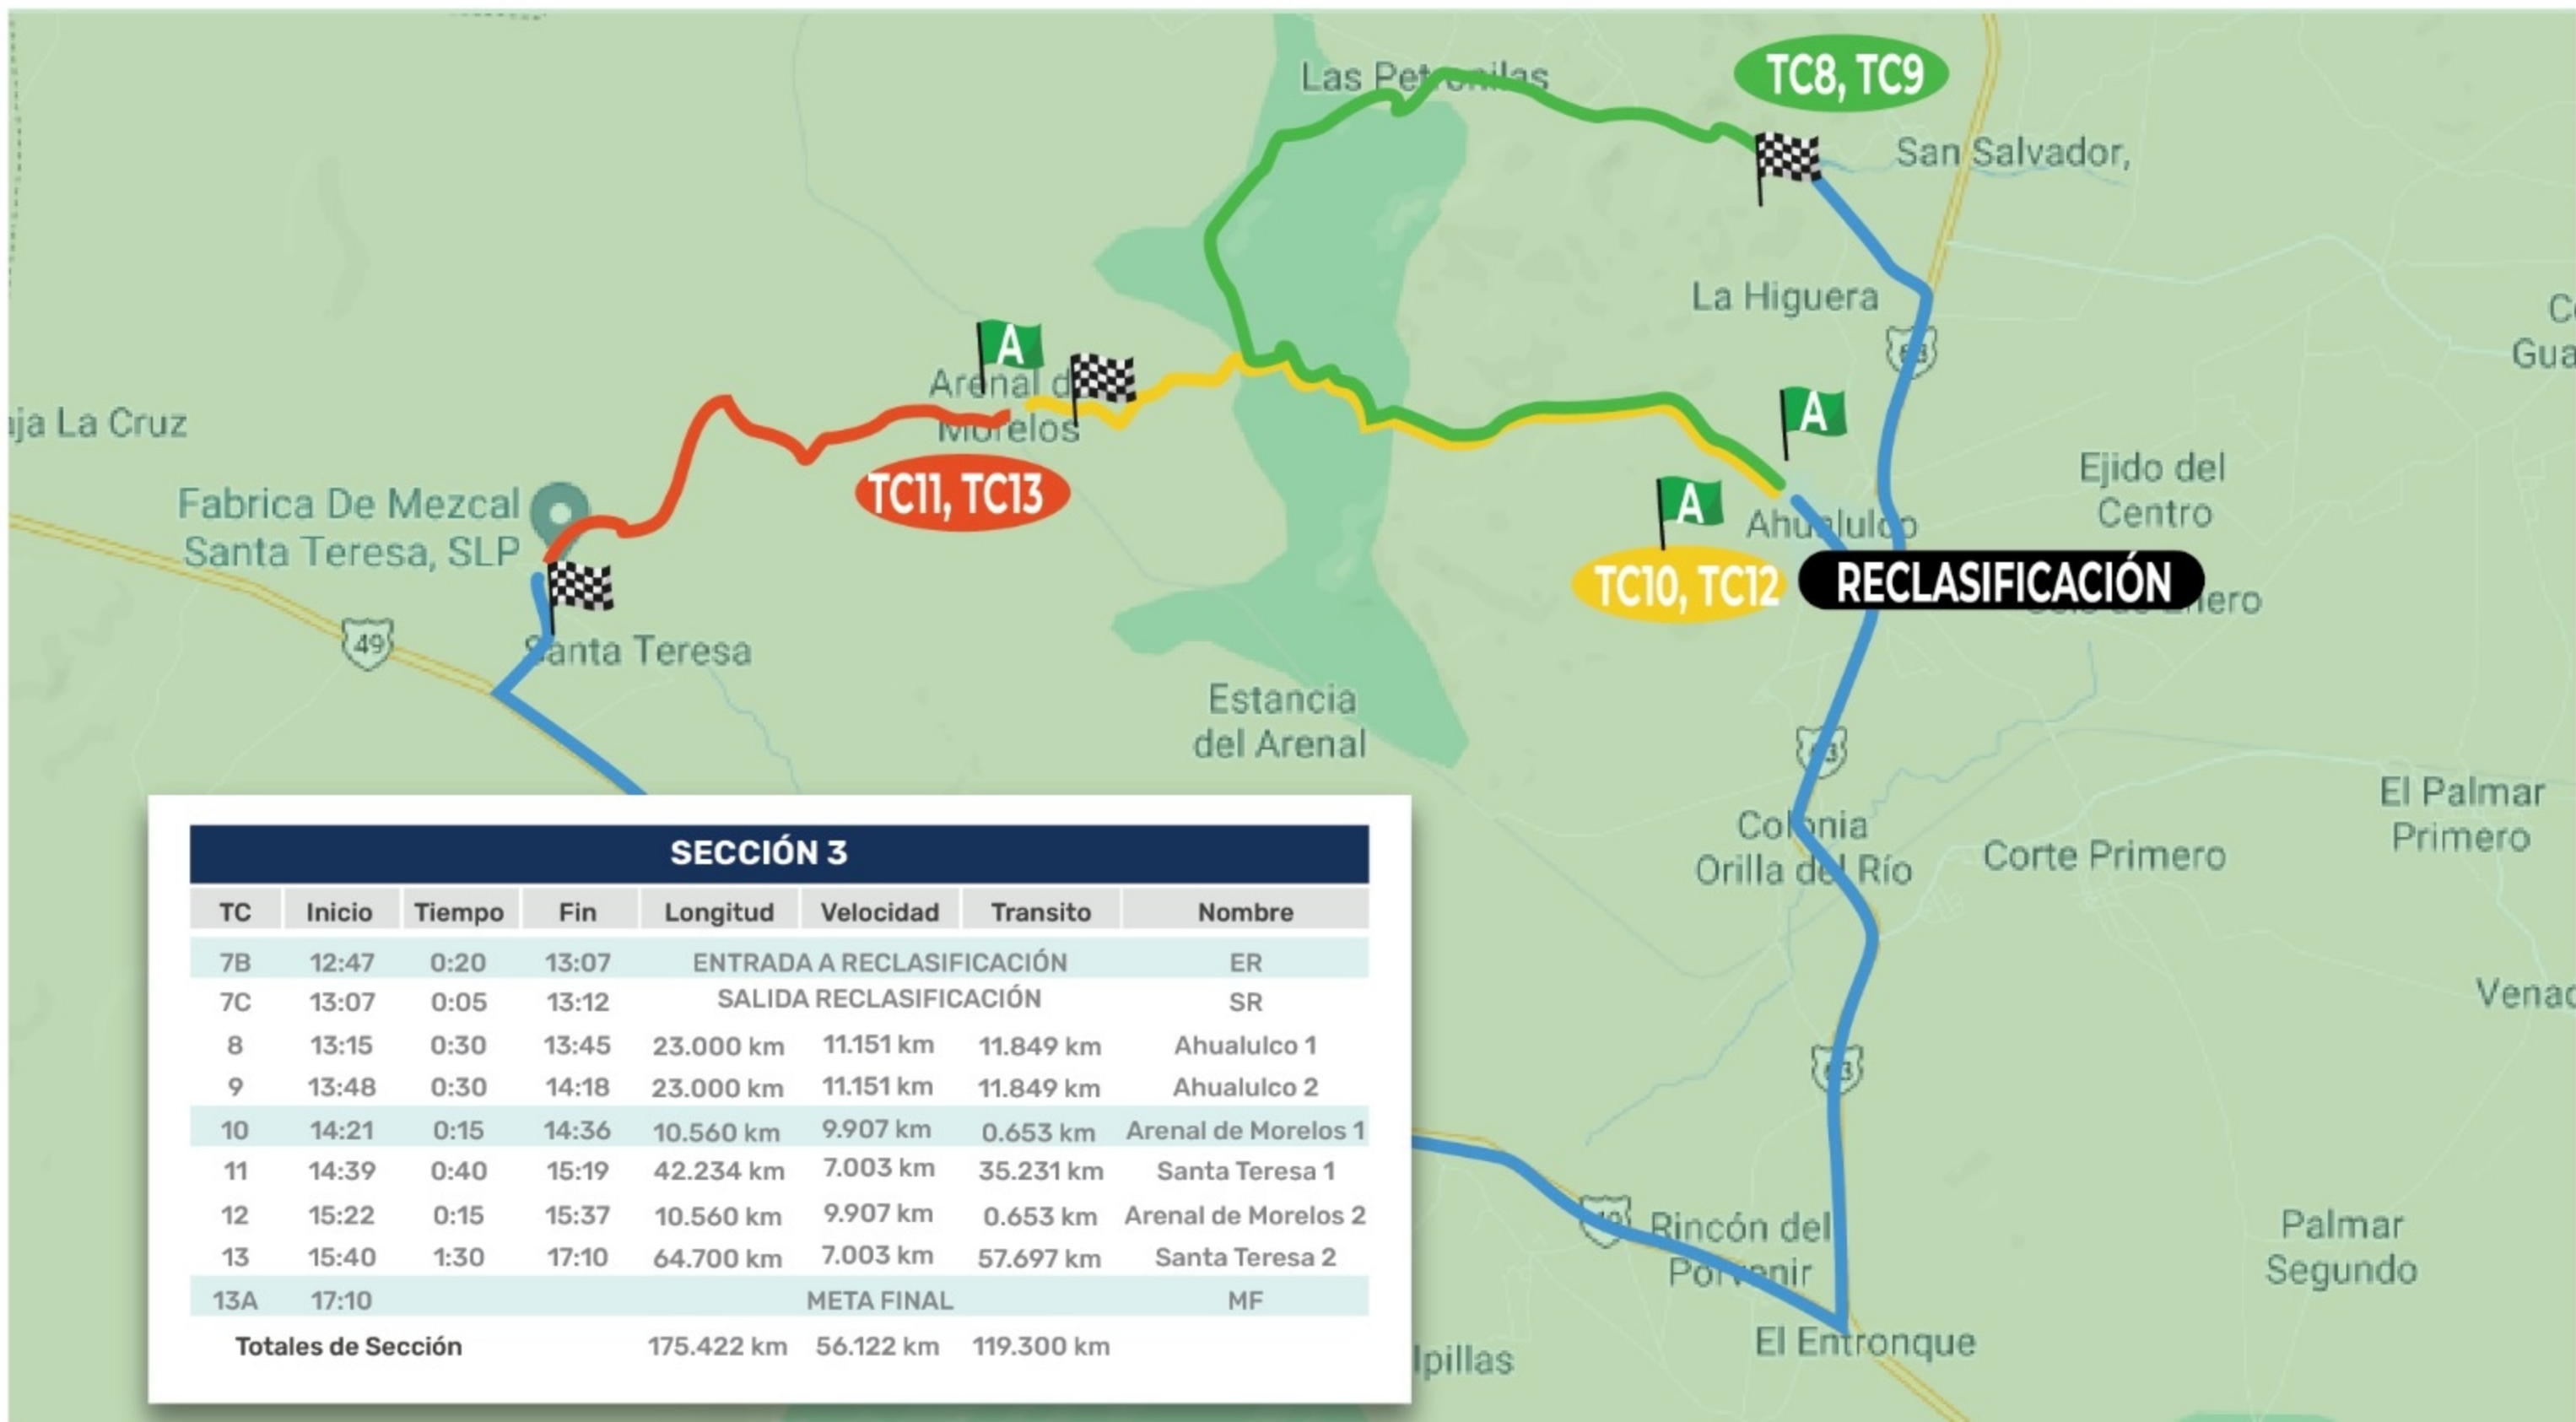 Las Petronilas
TC8, TC9
San Salvador,
La Higuera
A
Arenal d
Morelos
A
TC11, TC13
aja La Cruz
Fabrica De Mezcal
Santa Teresa, SLP
49
Santa Teresa
A
Ahualulco
TC10, TC12
RECLASIFICACIÓN
Ejido del
Centro
Estancia
del Arenal
63
Colonia
Orilla del Río
Corte Primero
El Palmar
Primero
Venad
63
Rincón del
Porvenir
Palmar
Segundo
El Entronque
lpillas
SECCIÓN 3
TC Inicio Tiempo Fin Longitud Velocidad Transito Nombre
7B 12:47 0:20 13:07 ENTRADA A RECLASIFICACIÓN ER
7C 13:07 0:05 13:12 SALIDA RECLASIFICACIÓN SR
8 13:15 0:30 13:45 23.000 km 11.151 km 11.849 km Ahualulco 1
9 13:48 0:30 14:18 23.000 km 11.151 km 11.849 km Ahualulco 2
10 14:21 0:15 14:36 10.560 km 9.907 km 0.653 km Arenal de Morelos 1
11 14:39 0:40 15:19 42.234 km 7.003 km 35.231 km Santa Teresa 1
12 15:22 0:15 15:37 10.560 km 9.907 km 0.653 km Arenal de Morelos 2
13 15:40 1:30 17:10 64.700 km 7.003 km 57.697 km Santa Teresa 2
13A 17:10 META FINAL MF
Totales de Sección 175.422 km 56.122 km 119.300 km